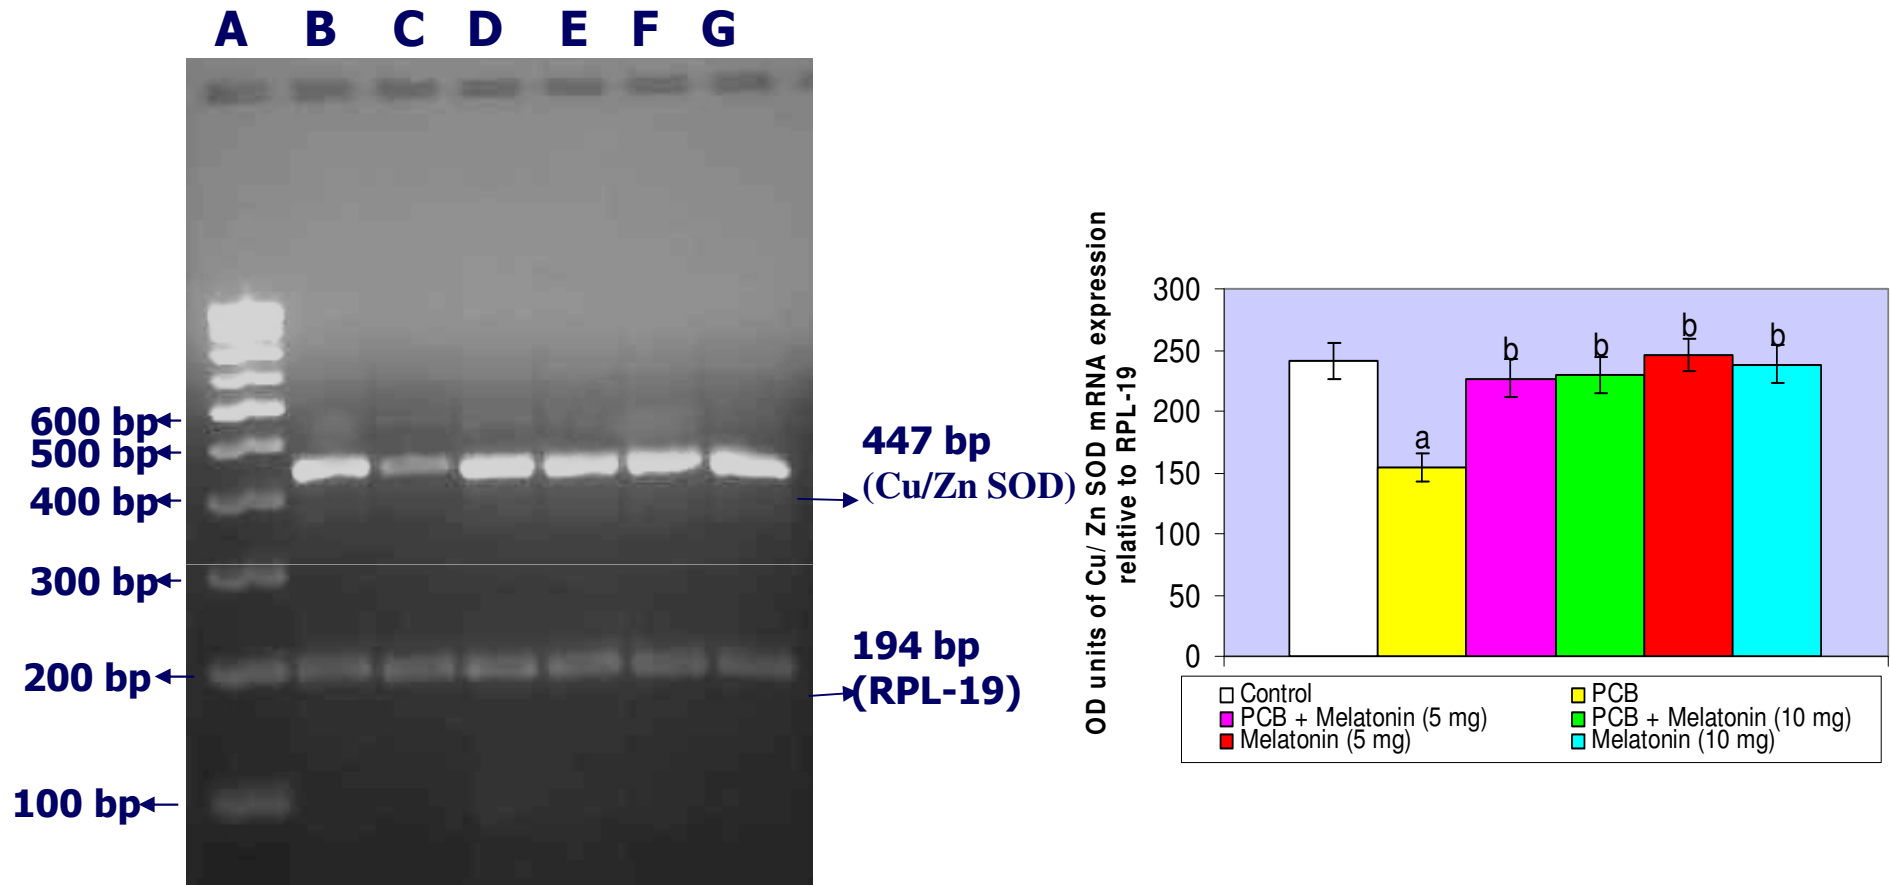 A B C D E F G
600 bp
500 bp
400 bp
300 bp
200 bp
100 bp
447 bp
(Cu/Zn SOD)
194 bp
(RPL-19)
OD units of Cu/ Zn SOD mRNA expression
relative to RPL-19
300
250
200
150
100
50
0
a
b
b
b
b
Control
PCB
PCB + Melatonin (5 mg)
PCB + Melatonin (10 mg)
Melatonin (5 mg)
Melatonin (10 mg)